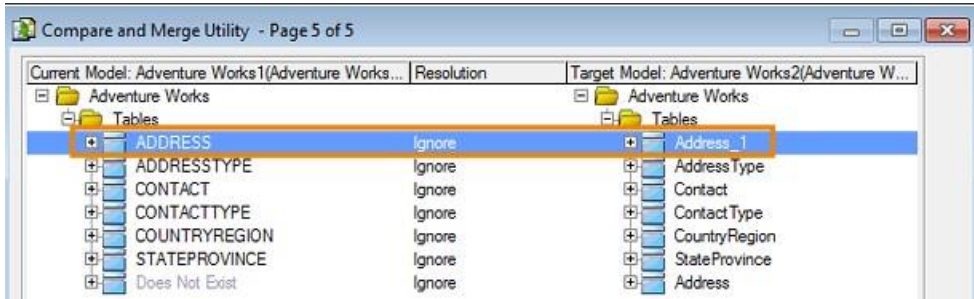 Compare and Merge Utility - Page 5 of 5
Current Model: Adventure Works1(Adventure Works... Resolution Target Model: Adventure Works2(Adventure W...
Adventure Works Adventure Works
Tables Tables
ADDRESS Ignore Address_1
ADDRESSTYPE Ignore AddressType
CONTACT Ignore Contact
CONTACTTYPE Ignore ContactType
COUNTRYREGION Ignore CountryRegion
STATEPROVINCE Ignore StateProvince
Does Not Exist Ignore Address